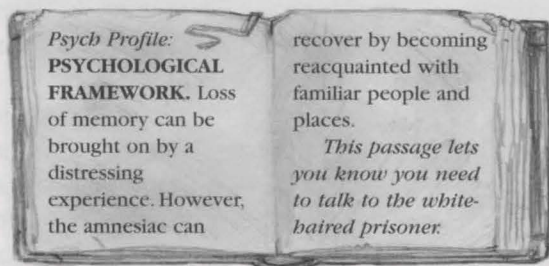 Psych Profile:
PSYCHOLOGICAL
FRAMEWORK. Loss
of memory can be
brought on by a
distressing
experience. However,
the amnesiac can
recover by becoming
reacquainted with
familiar people and
places.
This passage lets
you know you need
to talk to the white-
haired prisoner.